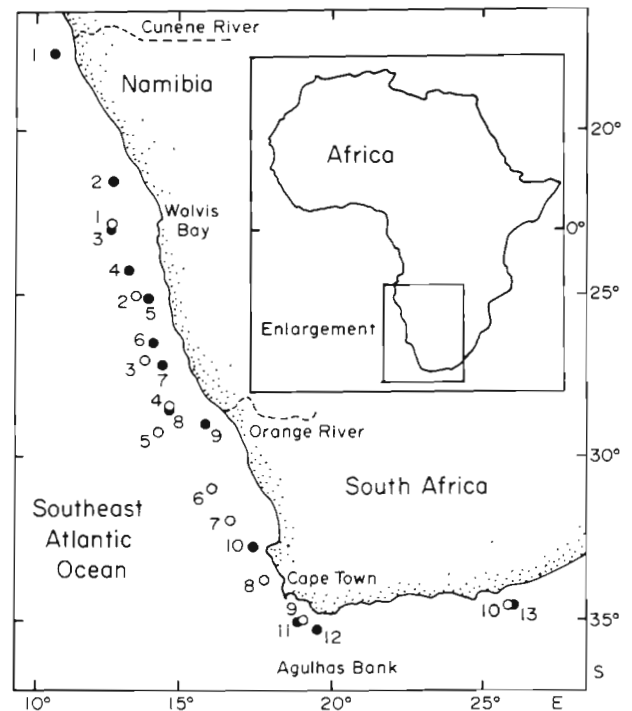 Cunene River
1
Namibia
Africa
20°
2
1
3
Wolvis
Bay
0°
4
2
5
25°
Enlargement
6
3
7
4
8
5
9
Orange River
30°
6
South Africa
7
Southeast
Atlantic
Ocean
10
8
Cape Town
9
11
12
10
13
35°
Agulhas Bank
S
10°
15°
20°
25°
E